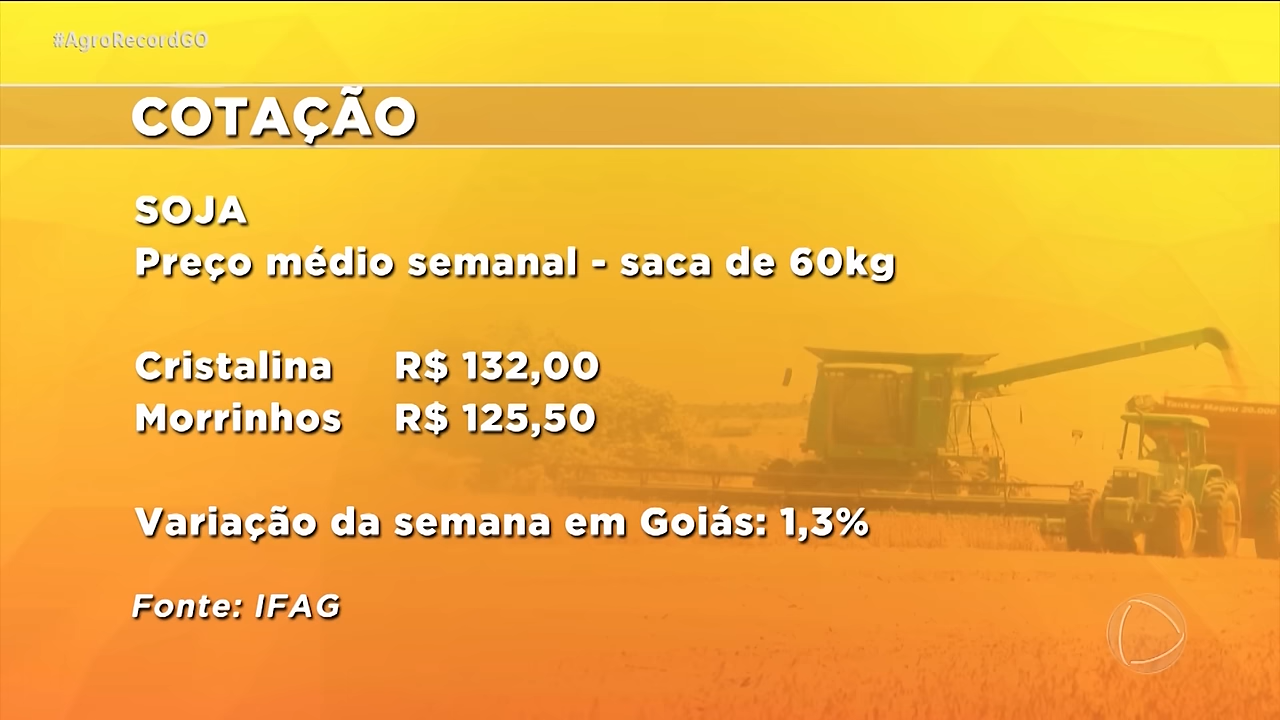 #AgroRecordGO
COTAÇÃO
SOJA
Preço médio semanal - saca de 60kg
Cristalina R$ 132,00
Morrinhos R$ 125,50
Variação da semana em Goiás: 1,3%
Fonte: IFAG